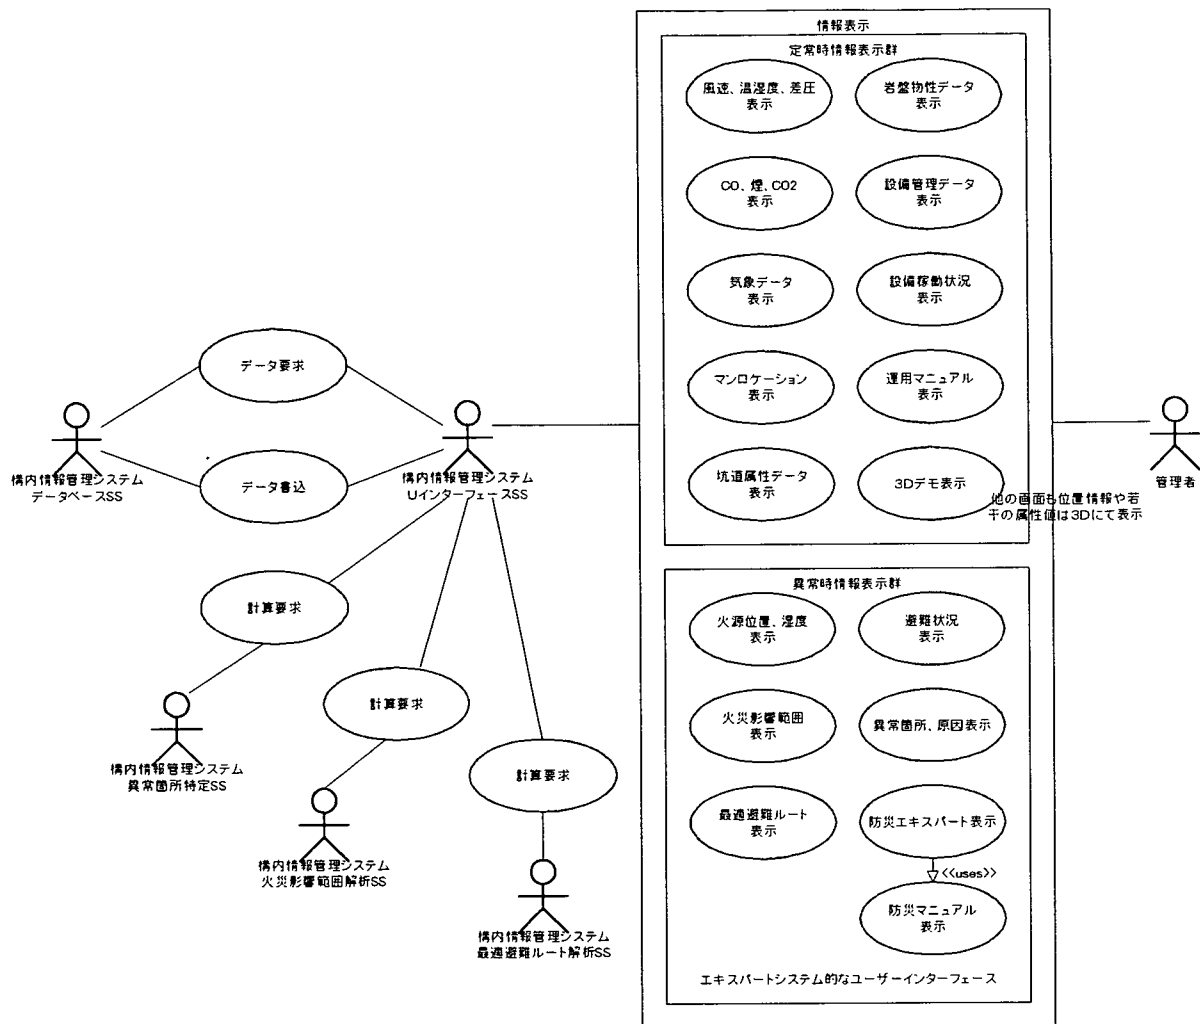 情報表示
定常時情報表示群
風速、温湿度、差圧
表示
岩盤物性データ
表示
CO、煙、CO2
表示
設備管理データ
表示
気象データ
表示
設備稼働状況
表示
マンロケーション
表示
運用マニュアル
表示
坑道属性データ
表示
3Dデモ表示
他の画面も位置情報や若
干の属性値は3Dにて表示
データ要求
データ書込
構内情報管理システム
データベースSS
構内情報管理システム
Uインターフェース SS
管理者
計算要求
計算要求
計算要求
構内情報管理システム
異常箇所特定SS
構内情報管理システム
火災影響範囲解析SS
構内情報管理システム
最適避難ルート解析SS
異常時情報表示群
火源位置、湿度
表示
避難状況
表示
火災影響範囲
表示
異常箇所、原因表示
最適避難ルート
表示
防災エキスパート表示
<<uses>>
防災マニュアル
表示
エキスパートシステム的なユーザーインターフェース